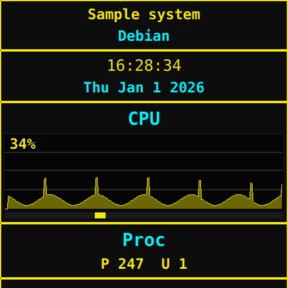 Sample system
Debian
16:28:34
Thu Jan 1 2026
CPU
34%
Proc
P 247 U 1